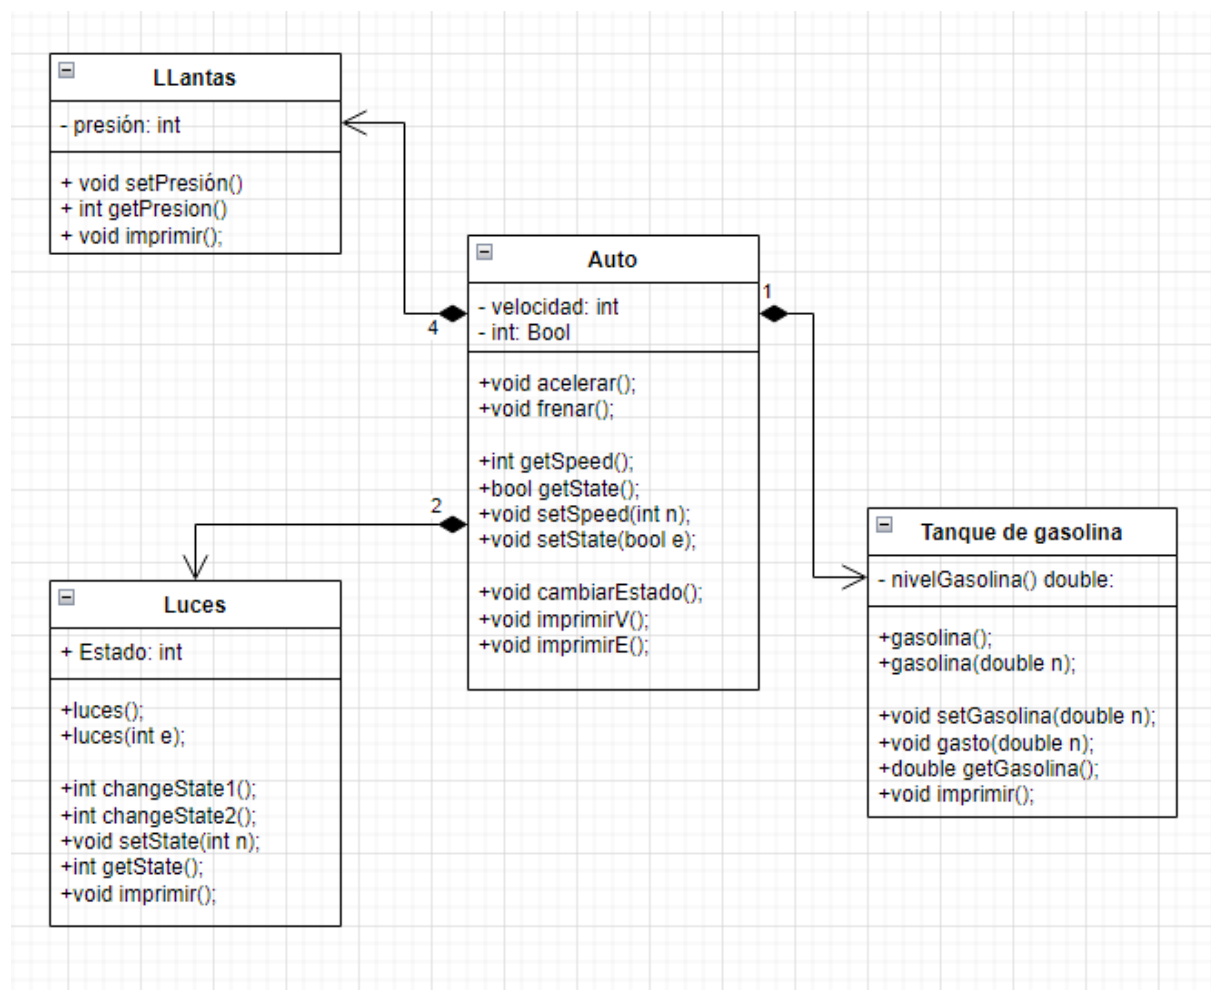 LLantas
- presión: int
+ void setPresión()
+ int getPresion()
+ void imprimir();
4
Auto
- velocidad: int
- int: Bool
+void acelerar();
+void frenar();
+int getSpeed();
+bool getState();
+void setSpeed(int n);
+void setState(bool e);
+void cambiarEstado();
+void imprimirV();
+void imprimirE();
1
2
Luces
+ Estado: int
+luces();
+luces(int e);
+int changeState1();
+int changeState2();
+void setState(int n);
+int getState();
+void imprimir();
Tanque de gasolina
- nivelGasolina() double:
+gasolina();
+gasolina(double n);
+void setGasolina(double n);
+void gasto(double n);
+double getGasolina();
+void imprimir();